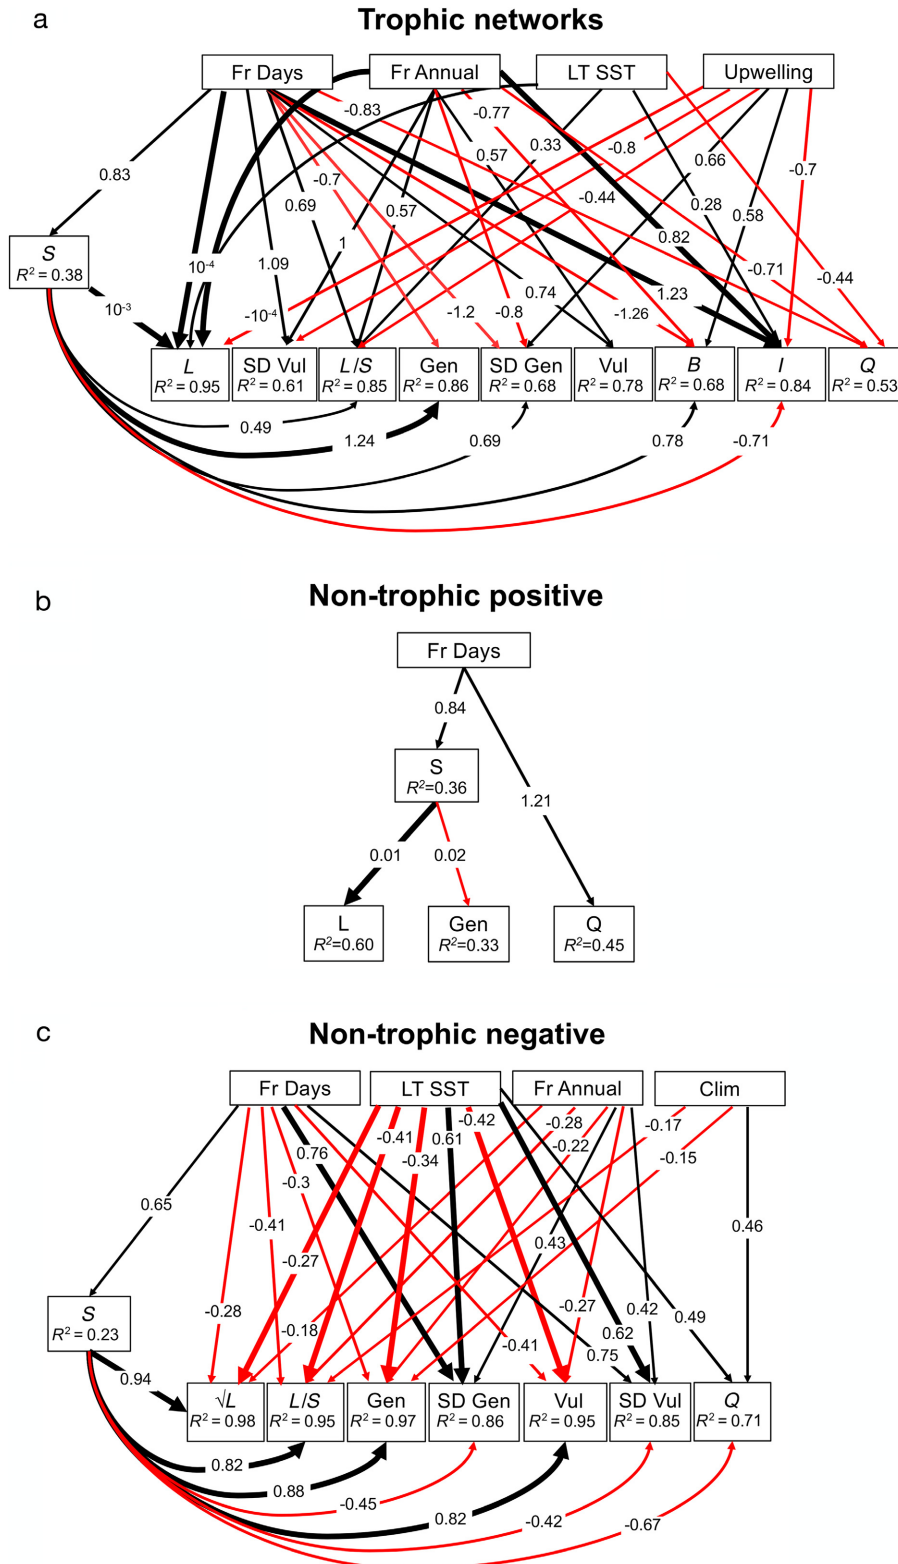 a
Trophic networks
Fr Days
Fr Annual
LT SST
Upwelling
-0.83
-0.77
0.83
0.57
0.33
-0.8
0.66
-0.7
-0.7
0.69
0.57
-0.44
0.28
0.58
1
0.82
S
R² = 0.38
10⁻⁴
1.09
-0.71
-0.44
10⁻³
-10⁻⁴
-1.2
-0.8
0.74
-1.26
1.23
L
R² = 0.95
SD Vul
R² = 0.61
L/S
R² = 0.85
Gen
R² = 0.86
SD Gen
R² = 0.68
Vul
R² = 0.78
B
R² = 0.68
I
R² = 0.84
Q
R² = 0.53
0.49
1.24
0.69
0.78
-0.71
b
Non-trophic positive
Fr Days
0.84
S
R²=0.36
1.21
0.01
0.02
L
R²=0.60
Gen
R²=0.33
Q
R²=0.45
c
Non-trophic negative
Fr Days
LT SST
Fr Annual
Clim
-0.42
-0.28
-0.17
-0.41
0.61
-0.22
0.76
-0.34
-0.15
-0.3
0.65
-0.41
0.46
0.43
-0.27
-0.28
-0.27
0.42
0.49
-0.18
0.62
-0.41
0.75
S
R² = 0.23
0.94
√L
R² = 0.98
L/S
R² = 0.95
Gen
R² = 0.97
SD Gen
R² = 0.86
Vul
R² = 0.95
SD Vul
R² = 0.85
Q
R² = 0.71
0.82
0.88
-0.45
0.82
-0.42
-0.67